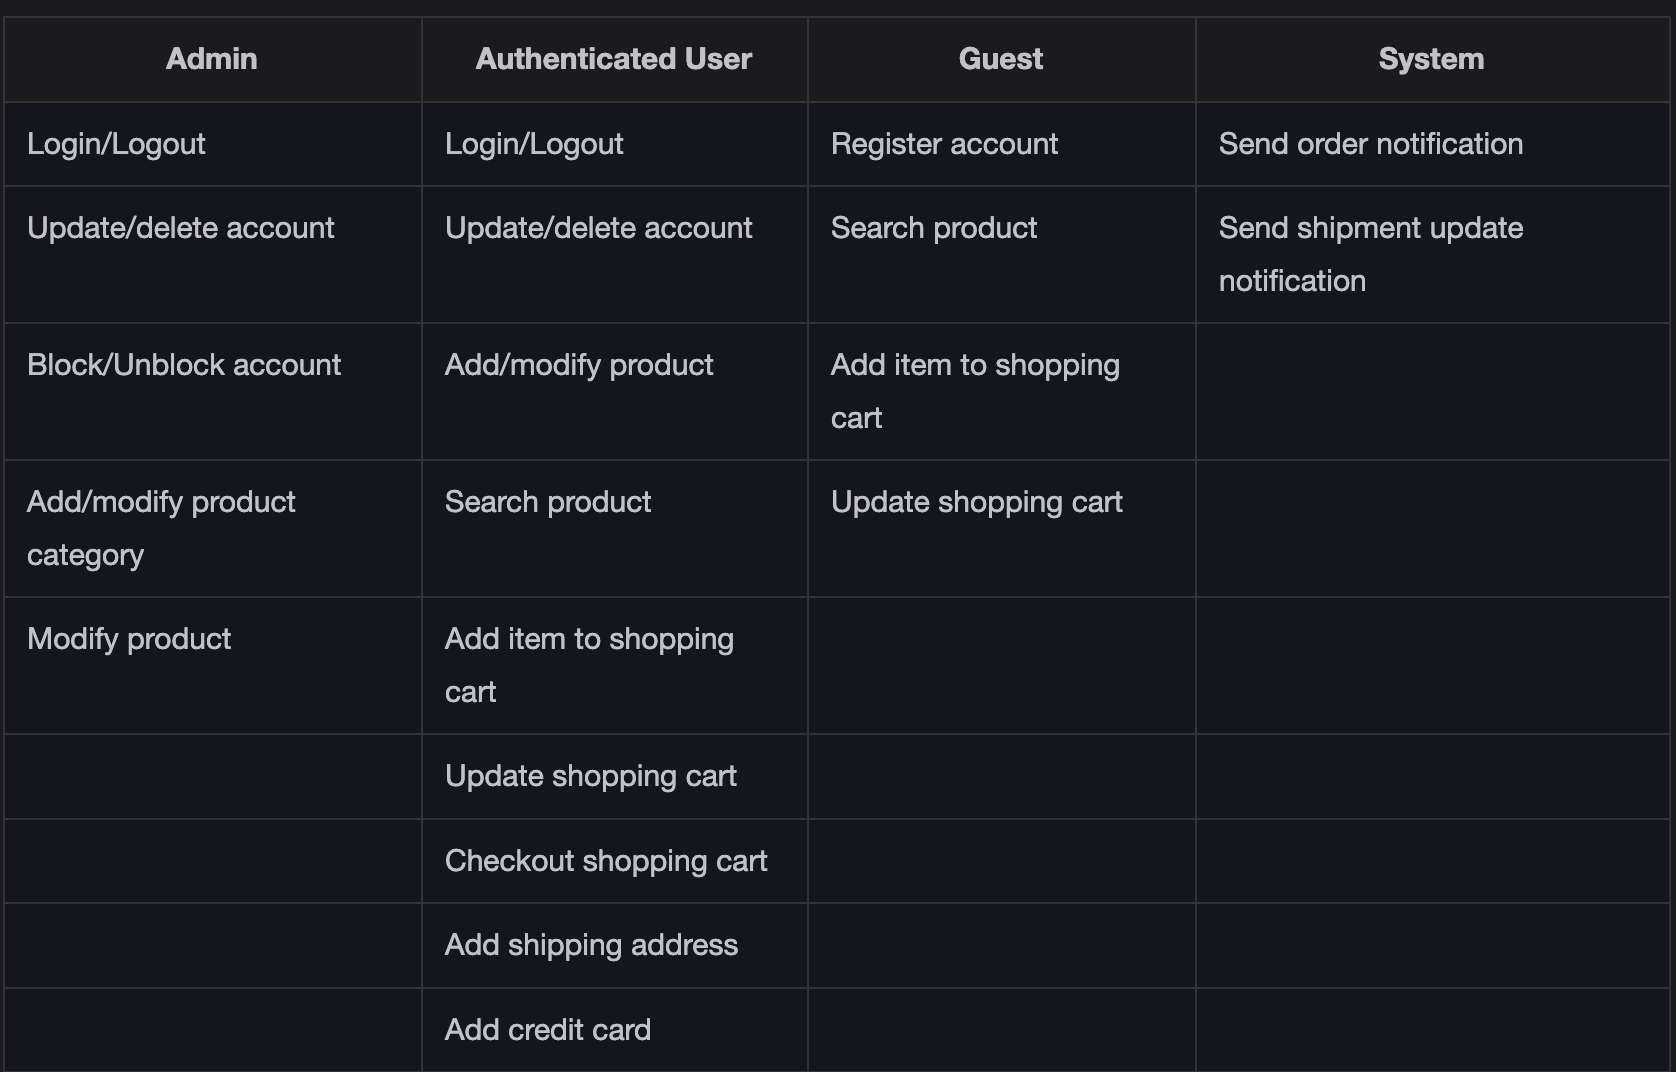 Admin Authenticated User Guest System
Login/Logout Login/Logout Register account Send order notification
Update/delete account Update/delete account Search product Send shipment update
notification
Block/Unblock account Add/modify product Add item to shopping
cart
Add/modify product Search product Update shopping cart
category
Modify product Add item to shopping
cart
Update shopping cart
Checkout shopping cart
Add shipping address
Add credit card